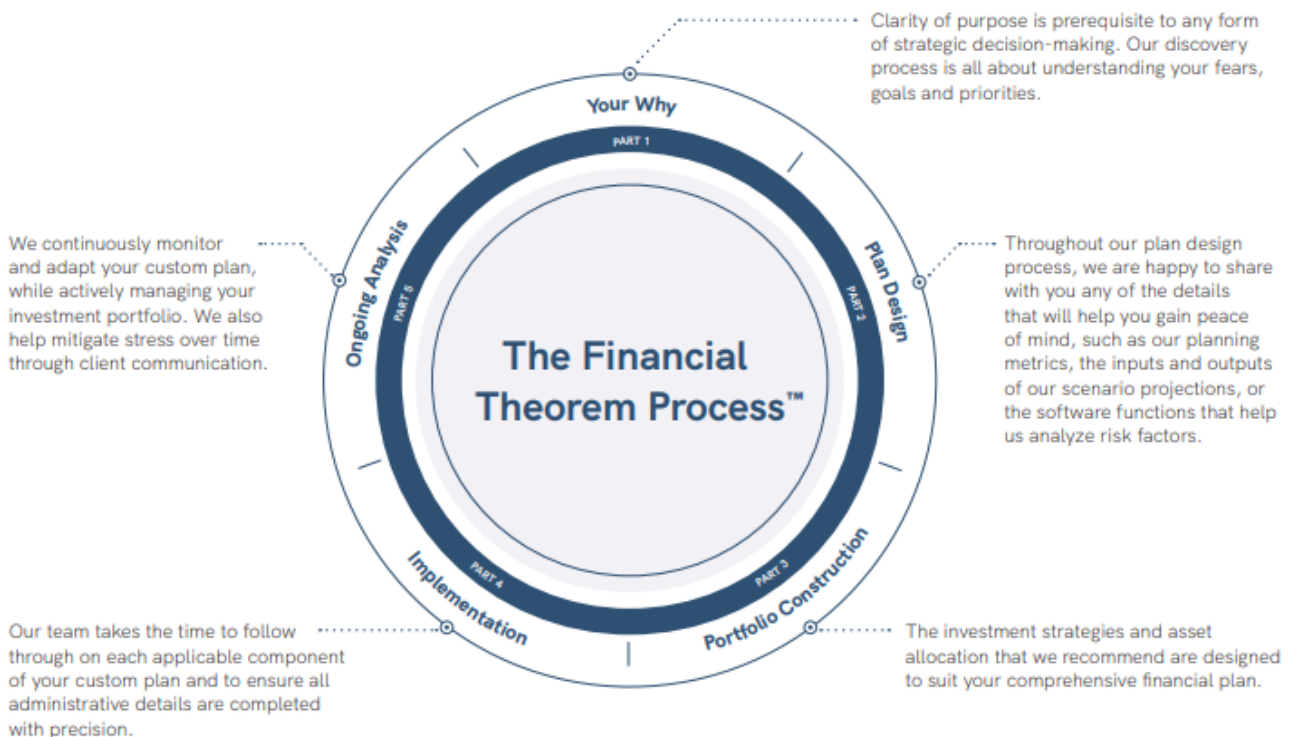 Clarity of purpose is prerequisite to any form
of strategic decision-making. Our discovery
process is all about understanding your fears,
goals and priorities.
Your Why
PART 1
Plan Design
PART 2
Throughout our plan design
process, we are happy to share
with you any of the details
that will help you gain peace
of mind, such as our planning
metrics, the inputs and outputs
of our scenario projections, or
the software functions that help
us analyze risk factors.
Portfolio Construction
PART 3
The investment strategies and asset
allocation that we recommend are designed
to suit your comprehensive financial plan.
Implementation
PART 4
Our team takes the time to follow
through on each applicable component
of your custom plan and to ensure all
administrative details are completed
with precision.
Ongoing Analysis
PART 5
We continuously monitor
and adapt your custom plan,
while actively managing your
investment portfolio. We also
help mitigate stress over time
through client communication.
The Financial
Theorem Process™